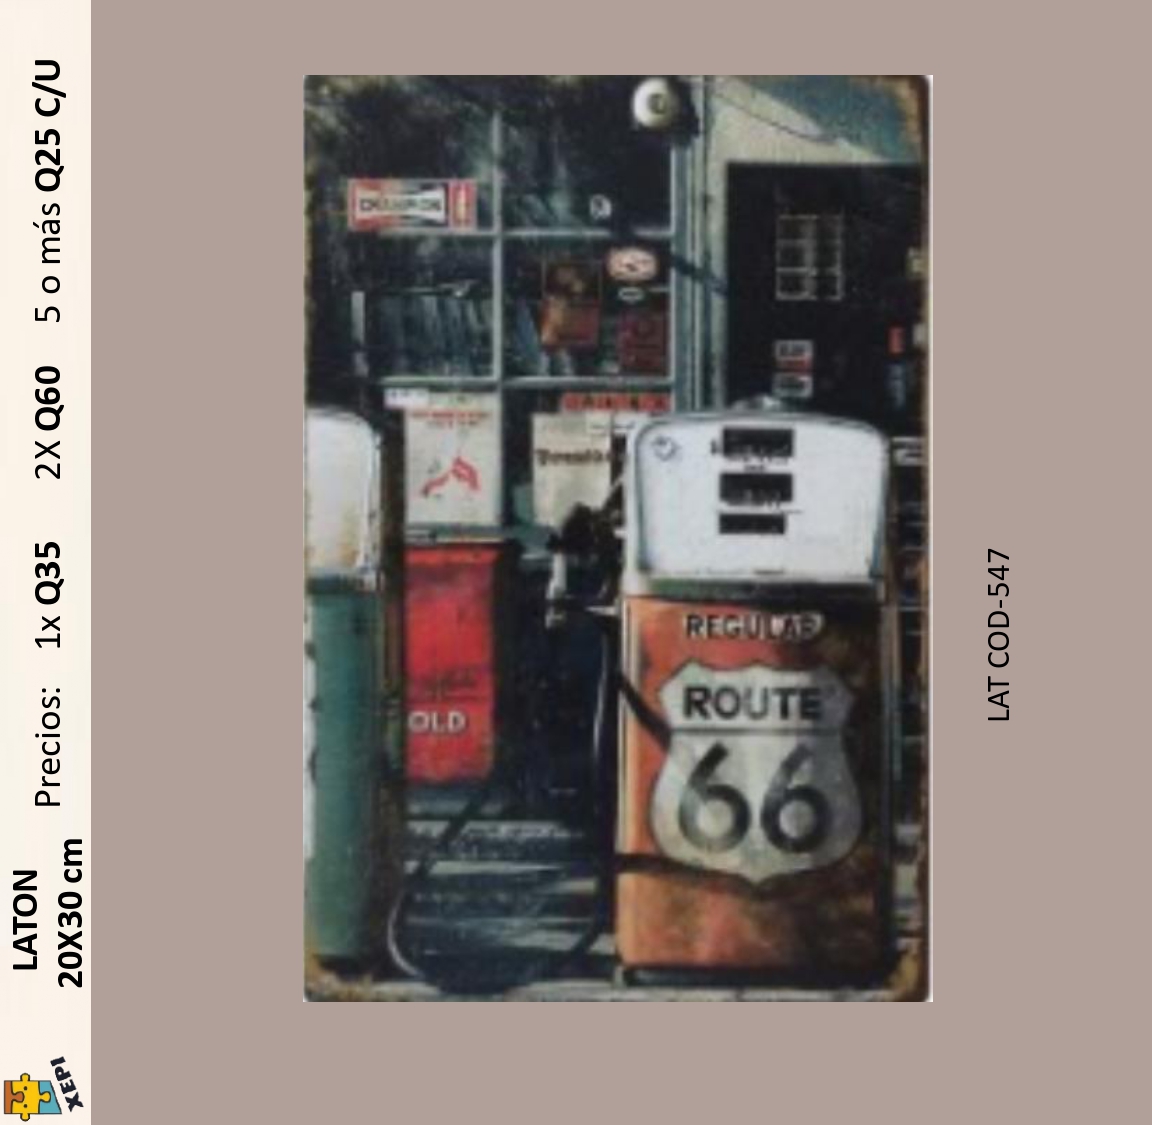 LATON
20X30 cm
Precios: 1x Q35 2X Q60 5 o más Q25 C/U
XEPI
CHAMPION
OLD
REGULAR
ROUTE
66
LAT COD-547